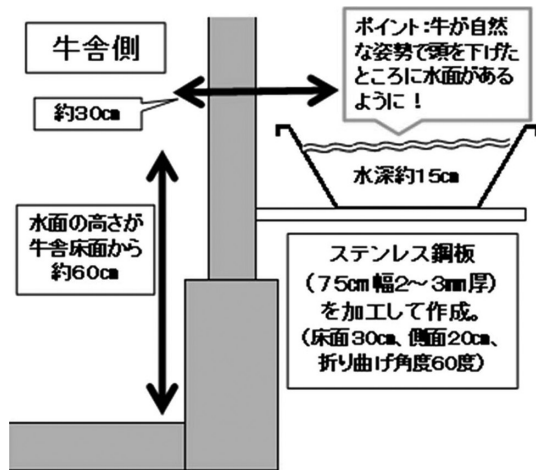 牛舎側
約30㎝
ポイント：牛が自然
な姿勢で頭を下げた
ところに水面がある
ように！
水深約15㎝
水面の高さが
牛舎床面から
約60㎝
ステンレス鋼板
（75㎝幅2～3㎜厚）
を加工して作成。
（床面30㎝、側面20㎝、
折り曲げ角度60度）